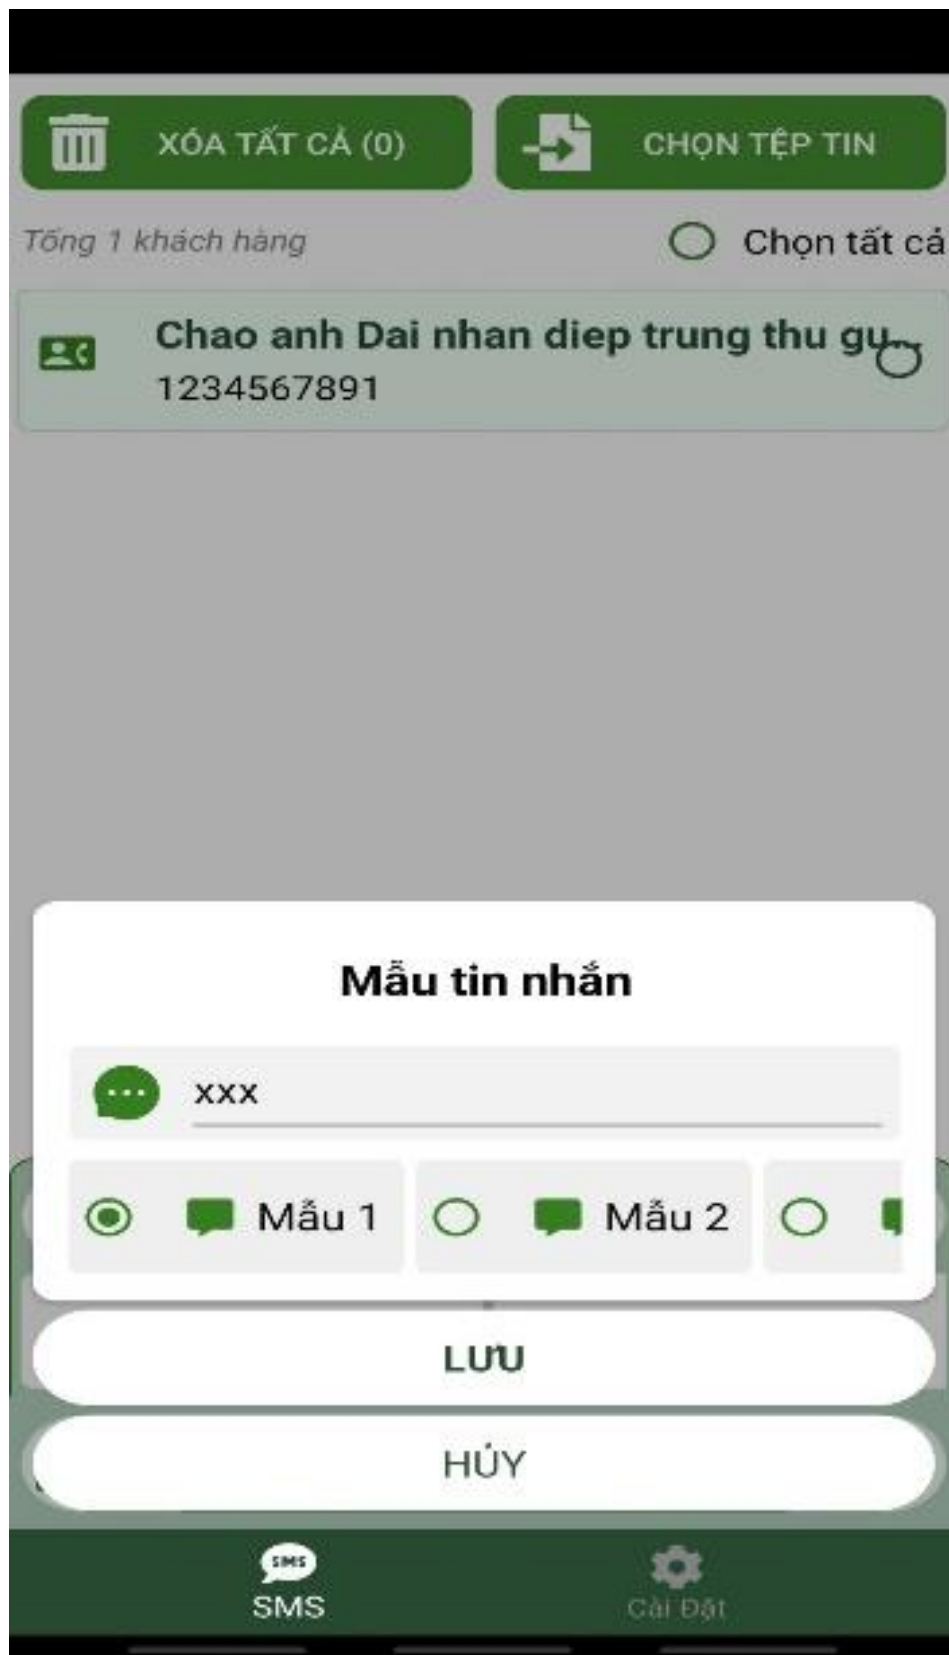 XÓA TẤT CẢ (0)
CHỌN TỆP TIN
Tổng 1 khách hàng
Chọn tất cả
Chao anh Dai nhan diep trung thu gu...
1234567891
Mẫu tin nhắn
xxx
Mẫu 1
Mẫu 2
LƯU
HỦY
SMS
SMS
Cài Đặt